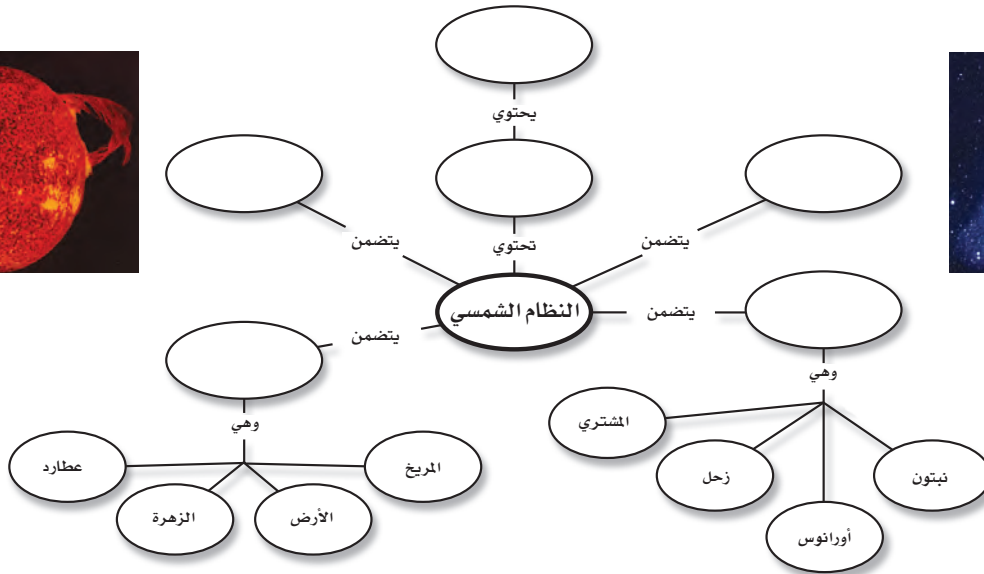 يحتوي
يتضمن
تحتوي
يتضمن
النظام الشمسي
يتضمن
يتضمن
وهي
المشتري
زحل
أورانوس
نبتون
وهي
المريخ
الأرض
الزهرة
عطارد